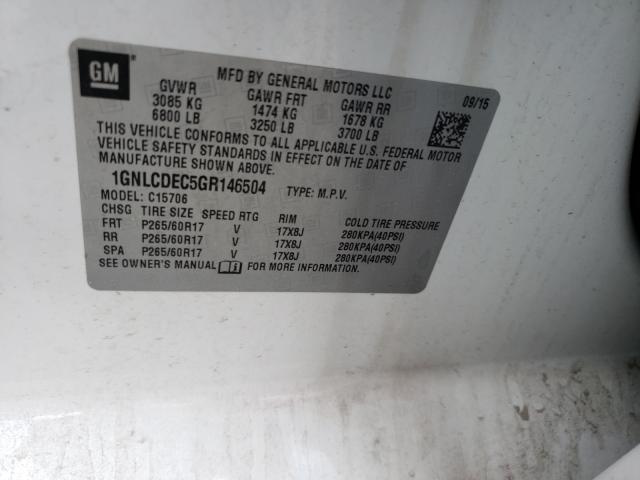 GM
MFD BY GENERAL MOTORS LLC
09/15
GVWR GAWR FRT GAWR RR
3085 KG 1474 KG 1678 KG
6800 LB 3250 LB 3700 LB
THIS VEHICLE CONFORMS TO ALL APPLICABLE U.S. FEDERAL MOTOR
VEHICLE SAFETY STANDARDS IN EFFECT ON THE DATE OF
MANUFACTURE SHOWN ABOVE.
1GNLCDEC5GR146504 TYPE: M.P.V.
MODEL: C15706
CHSG TIRE SIZE SPEED RTG RIM COLD TIRE PRESSURE
FRT P265/60R17 V 17X8J 280KPA(40PSI)
RR P265/60R17 V 17X8J 280KPA(40PSI)
SPA P265/60R17 V 17X8J 280KPA(40PSI)
SEE OWNER'S MANUAL FOR MORE INFORMATION.